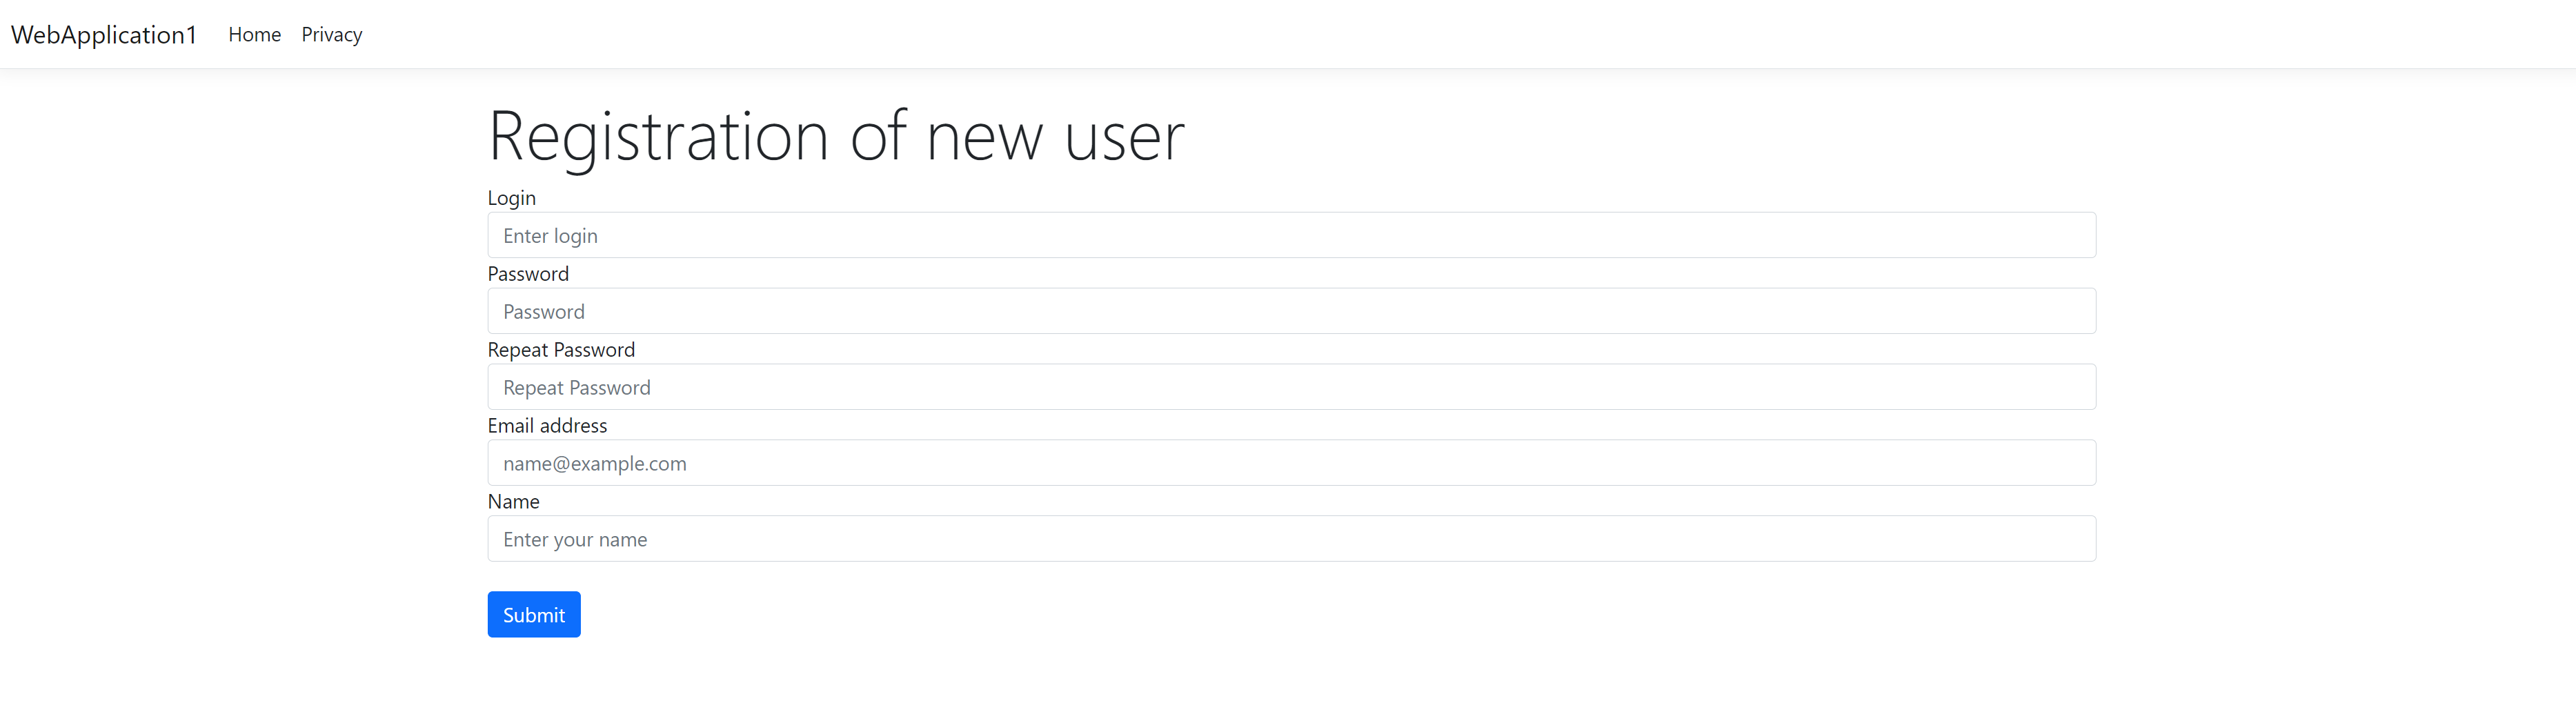 WebApplication1 Home Privacy
Registration of new user
Login
Enter login
Password
Password
Repeat Password
Repeat Password
Email address
name@example.com
Name
Enter your name
Submit